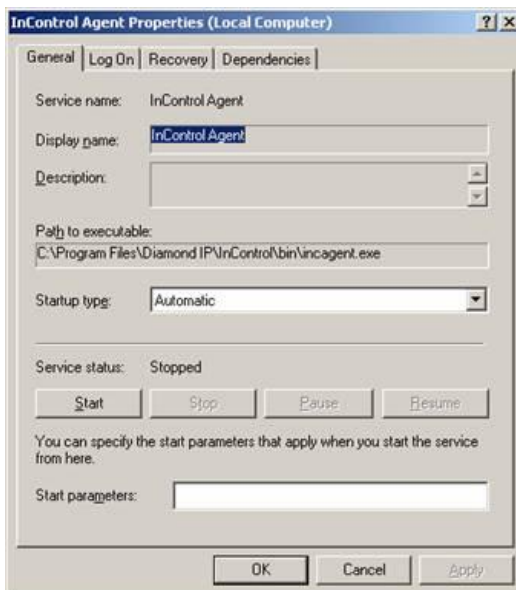 InControl Agent Properties (Local Computer)
General Log On Recovery Dependencies
Service name: InControl Agent
Display name: InControl Agent
Description:
Path to executable:
C:\Program Files\Diamond IP\InControl\bin\incagent.exe
Startup type: Automatic
Service status: Stopped
Start Stop Pause Resume
You can specify the start parameters that apply when you start the service
from here.
Start parameters:
OK Cancel Apply